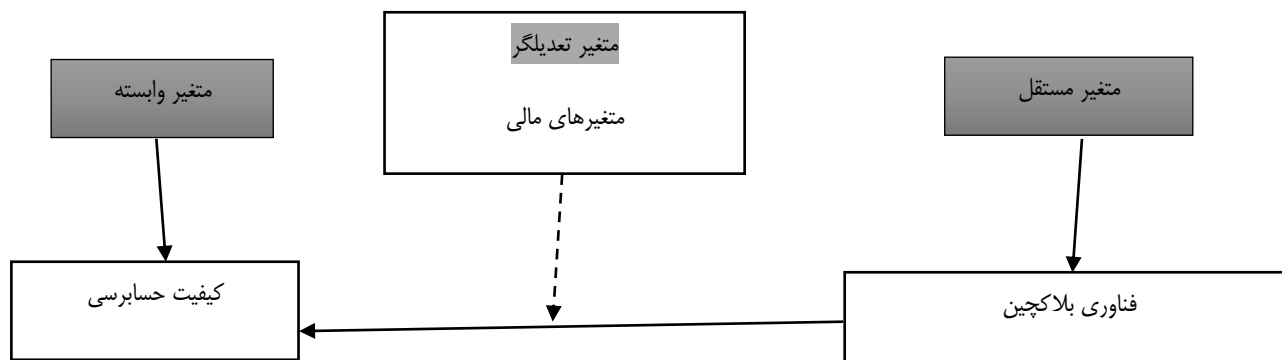 متغیر تعدیلگر
متغیرهای مالی
متغیر مستقل
متغیر وابسته
فناوری بلاکچین
کیفیت حسابرسی